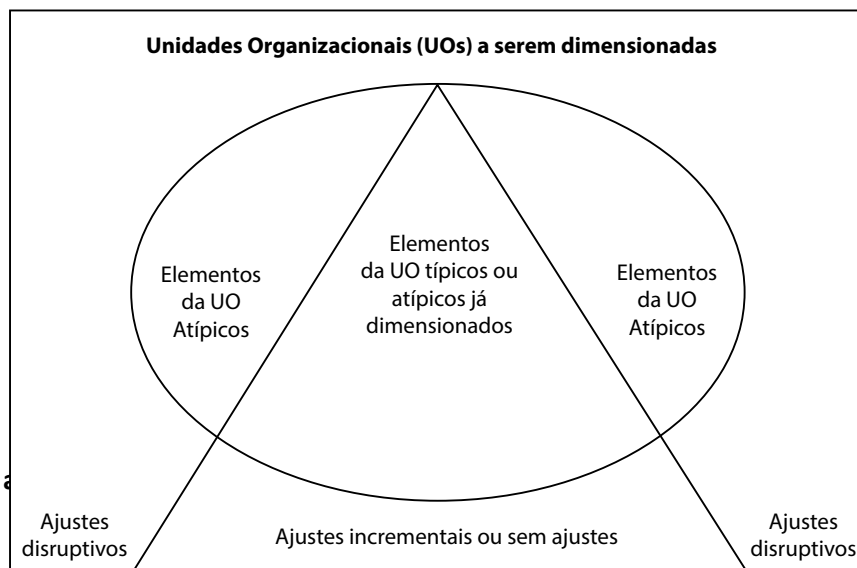 Unidades Organizacionais (UOs) a serem dimensionadas
Elementos
da UO
Atípicos
Elementos
da UO típicos ou
atípicos já
dimensionados
Elementos
da UO
Atípicos
Ajustes
disruptivos
Ajustes incrementais ou sem ajustes
Ajustes
disruptivos